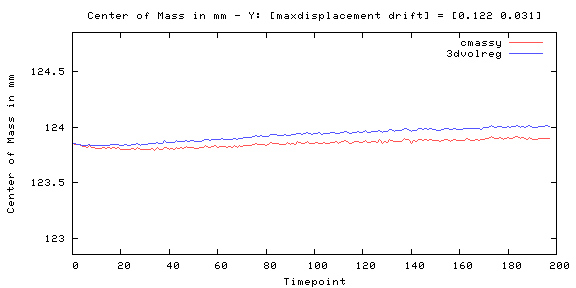 Center of Mass in mm - Y: [maxdisplacement drift] = [0.122 0.031]
cmassy
3dvolreg
124.5
124
123.5
123
Center of Mass in mm
0 20 40 60 80 100 120 140 160 180 200
Timepoint